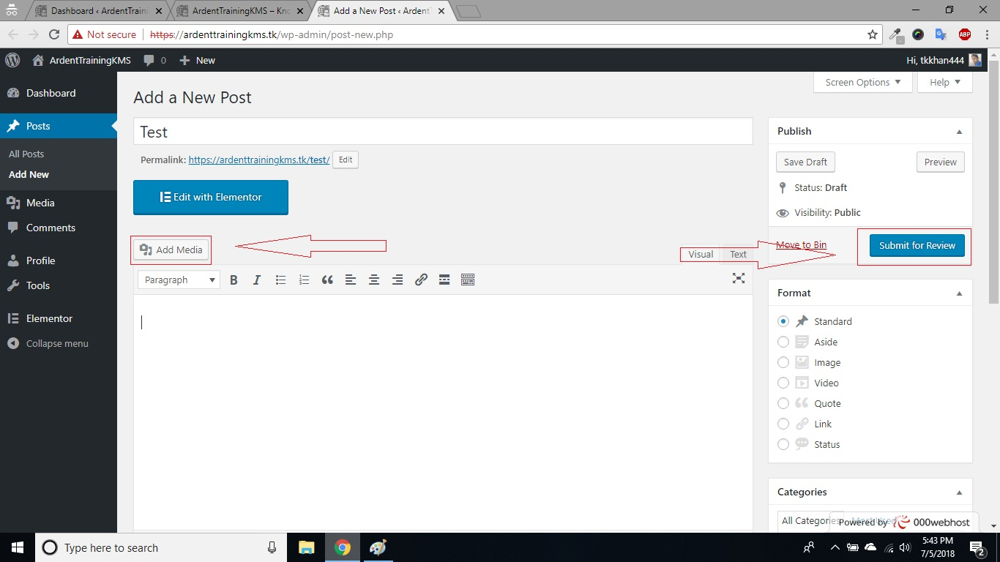 Dashboard ‹ ArdentTrain
ArdentTrainingKMS – Kno
Add a New Post ‹ Ardent
Not secure https://ardenttrainingkms.tk/wp-admin/post-new.php
ABP
ArdentTrainingKMS 0 New Hi, tkkhan444
Dashboard
Posts
All Posts
Add New
Media
Comments
Profile
Tools
Elementor
Collapse menu
Screen Options Help
Add a New Post
Test
Permalink: https://ardenttrainingkms.tk/test/ Edit
Edit with Elementor
Add Media
Visual Text
Paragraph B I
Publish
Save Draft Preview
Status: Draft
Visibility: Public
Move to Bin Submit for Review
Format
Standard
Aside
Image
Video
Quote
Link
Status
Categories
All Categories Most Used
Powered by 000webhost
Type here to search
5:43 PM
7/5/2018
2